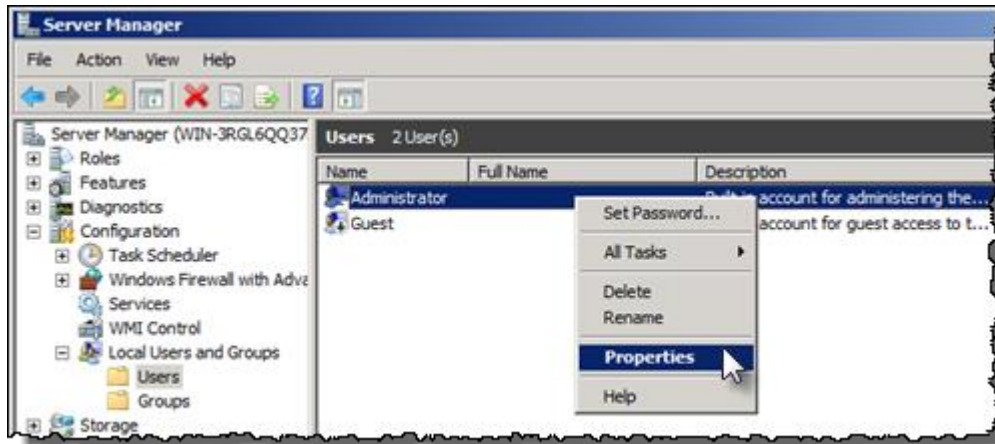 Server Manager
File Action View Help
Server Manager (WIN-3RGL6QQ37
Roles
Features
Diagnostics
Configuration
Task Scheduler
Windows Firewall with Adva
Services
WMI Control
Local Users and Groups
Users
Groups
Storage
Users 2 User(s)
Name Full Name Description
Administrator Built-in account for administering the...
Guest account for guest access to t...
Set Password...
All Tasks
Delete
Rename
Properties
Help